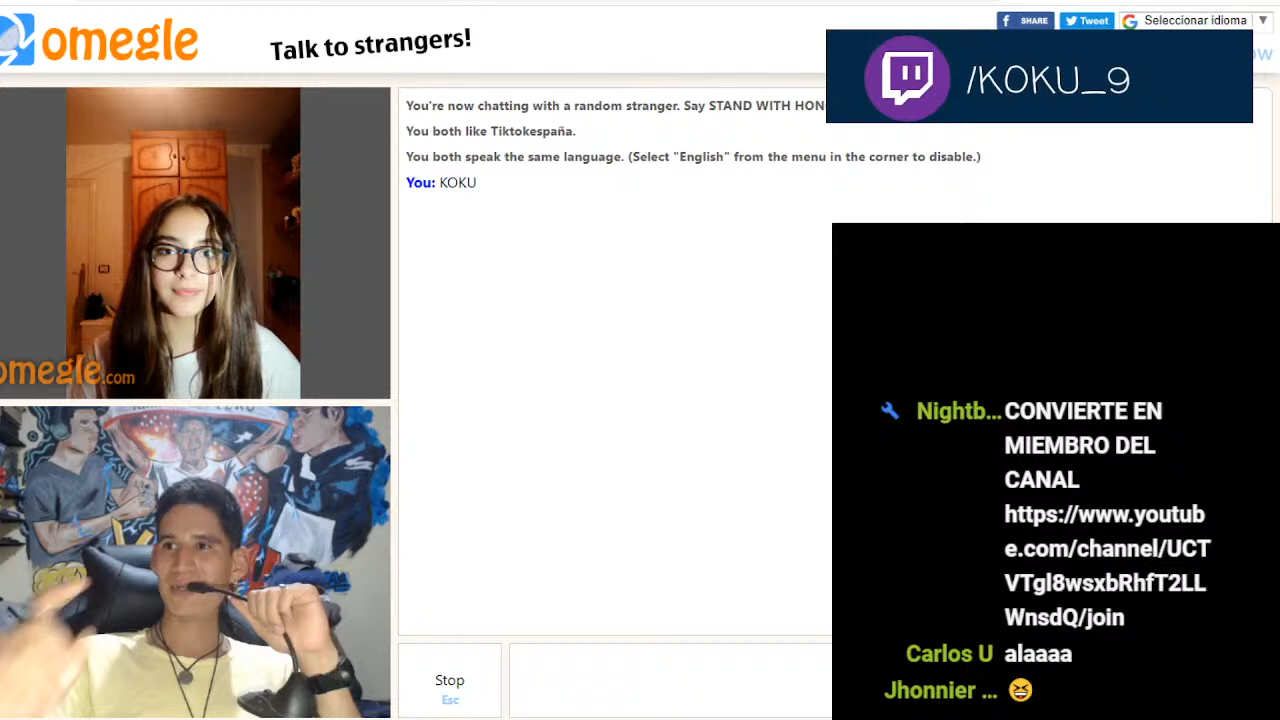 omegle
Talk to strangers!
SHARE
Tweet
Seleccionar idioma
/KOKU_9
You're now chatting with a random stranger. Say STAND WITH HON
You both like Tiktokespaña.
You both speak the same language. (Select "English" from the menu in the corner to disable.)
You: KOKU
omegle.com
Nightb... CONVIERTE EN
MIEMBRO DEL
CANAL
https://www.youtub
e.com/channel/UCT
VTgl8wsxbRhfT2LL
WnsdQ/join
Carlos U alaaaa
Jhonnier ... 😆
Stop
Esc